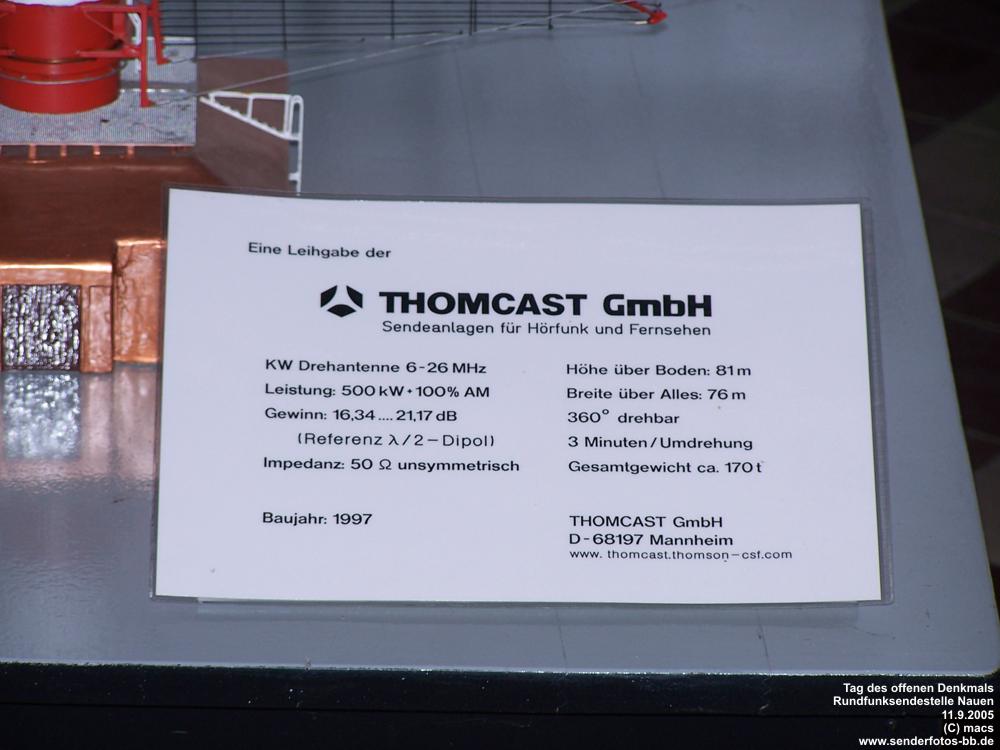 Eine Leihgabe der
THOMCAST GmbH
Sendeanlagen für Hörfunk und Fernsehen
KW Drehantenne 6-26 MHz
Leistung: 500 kW + 100% AM
Gewinn: 16,34 .... 21,17 dB
(Referenz λ/2-Dipol)
Impedanz: 50 Ω unsymmetrisch
Baujahr: 1997
Höhe über Boden: 81 m
Breite über Alles: 76 m
360° drehbar
3 Minuten/Umdrehung
Gesamtgewicht ca. 170 t
THOMCAST GmbH
D-68197 Mannheim
www. thomcast.thomson-csf.com
Tag des offenen Denkmals
Rundfunksendestelle Nauen
11.9.2005
(C) macs
www.senderfotos-bb.de